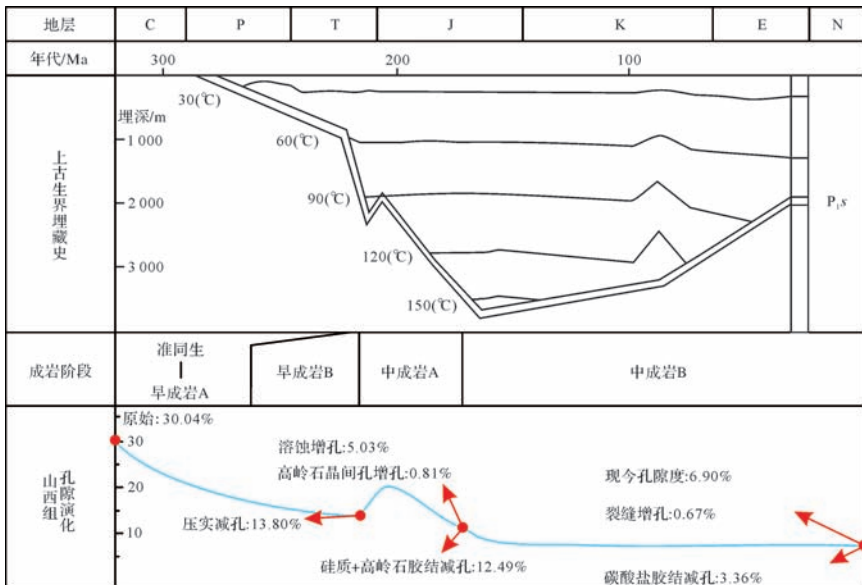 地层 C P T J K E N
年代/Ma 300 200 100
上古生界埋藏史
埋深/m
1 000
2 000
3 000
30(℃)
60(℃)
90(℃)
120(℃)
150(℃)
P₁s
成岩阶段
准同生
早成岩A
早成岩B
中成岩A
中成岩B
山西组
孔隙演化
30
20
10
原始:30.04%
压实减孔:13.80%
溶蚀增孔:5.03%
高岭石晶间孔增孔:0.81%
硅质+高岭石胶结减孔:12.49%
现今孔隙度:6.90%
裂缝增孔:0.67%
碳酸盐胶结减孔:3.36%